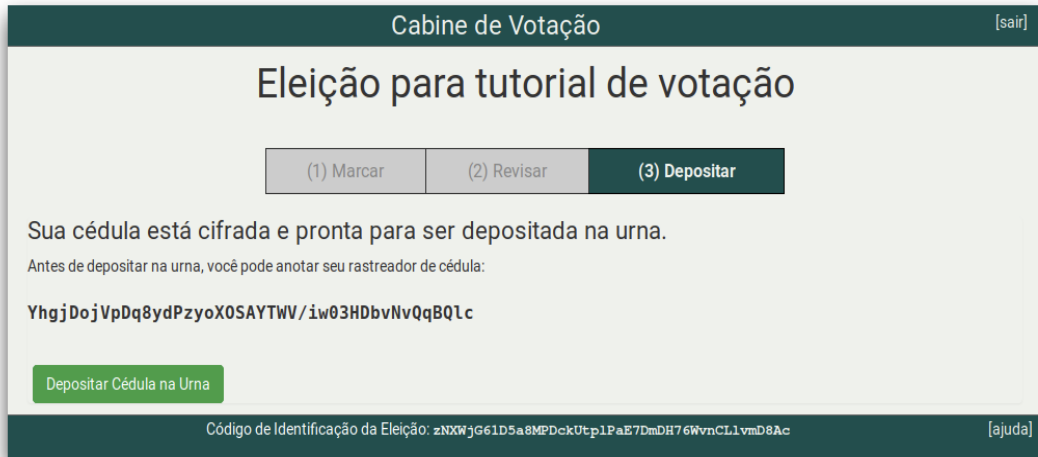 Cabine de Votação [sair]
Eleição para tutorial de votação
(1) Marcar (2) Revisar (3) Depositar
Sua cédula está cifrada e pronta para ser depositada na urna.
Antes de depositar na urna, você pode anotar seu rastreador de cédula:
YhgjDojVpDq8ydPzyoXOSAYTWV/iw03HDbvNvQqBQlc
Depositar Cédula na Urna
Código de Identificação da Eleição: zNXWjG61D5a8MPDckUtplPaE7DmDH76WvnCLlvmD8Ac [ajuda]